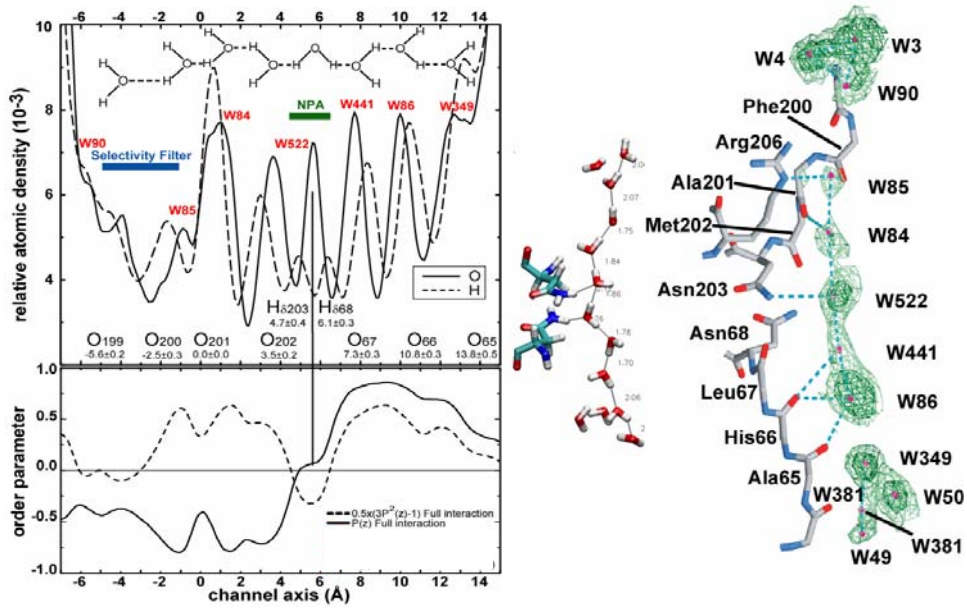 -6 -4 -2 0 2 4 6 8 10 12 14
relative atomic density (10-3)
10
8
6
4
H H H H H H H
O O O O O O O
H H H H H H H
NPA
W441 W86 W349
W84
W522
W90
Selectivity Filter
W85
O
H
Hδ203 Hδ68
4.7±0.4 6.1±0.3
O199 O200 O201 O202 O67 O66 O65
-5.6±0.2 -2.5±0.3 0.0±0.0 3.5±0.2 7.3±0.3 10.8±0.3 13.8±0.5
order parameter
1.0
0.5
0.0
-0.5
-1.0
0.5x(3P2(z)-1) Full interaction
P(z) Full interaction
-6 -4 -2 0 2 4 6 8 10 12 14
channel axis (Å)
2.07
1.75
1.84
1.78
1.70
2.06
W4
W3
W90
Phe200
Arg206
W85
Ala201
Met202
W84
Asn203
W522
Asn68
W441
Leu67
W86
His66
W349
Ala65
W381
W50
W381
W49